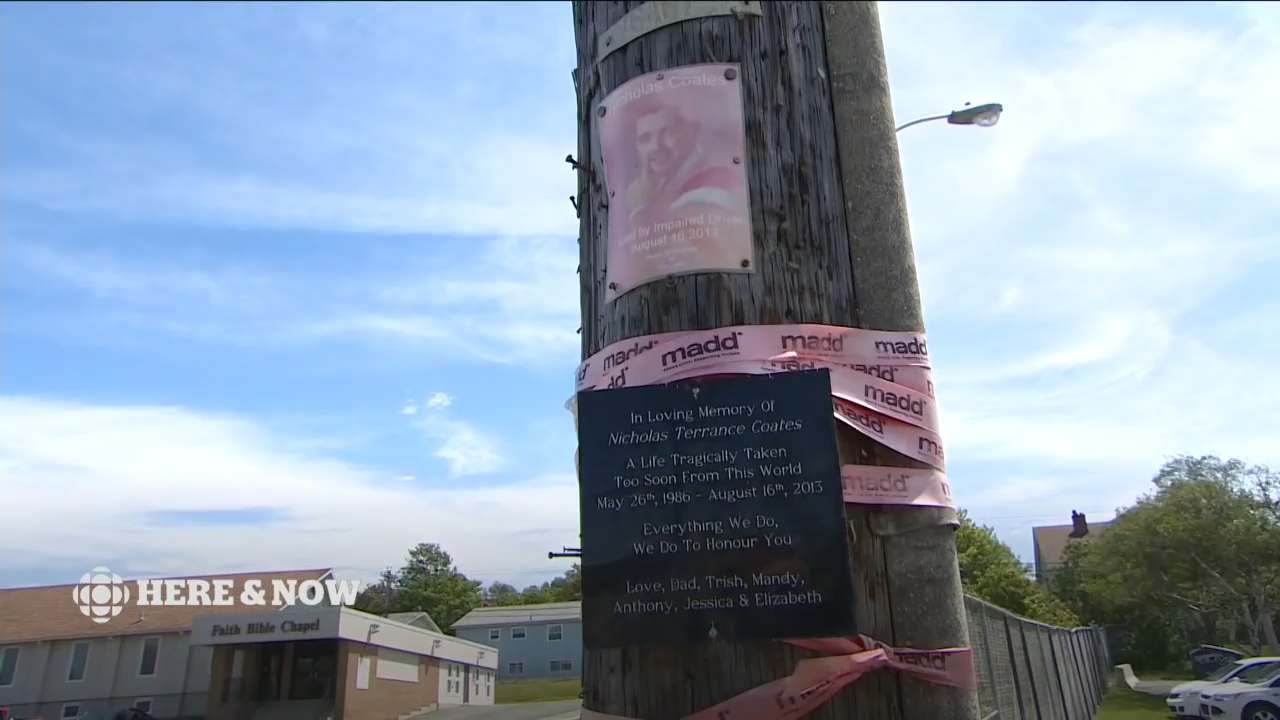 Nicholas Coates
by Impaired Driver
August 16 2013
madd
madd
madd
madd
madd
madd
madd
madd
In Loving Memory Of
Nicholas Terrance Coates
A Life Tragically Taken
Too Soon From This World
May 26th, 1986 - August 16th, 2013
Everything We Do,
We Do To Honour You
Love, Dad, Trish, Mandy,
Anthony, Jessica & Elizabeth
madd
HERE & NOW
Faith Bible Chapel